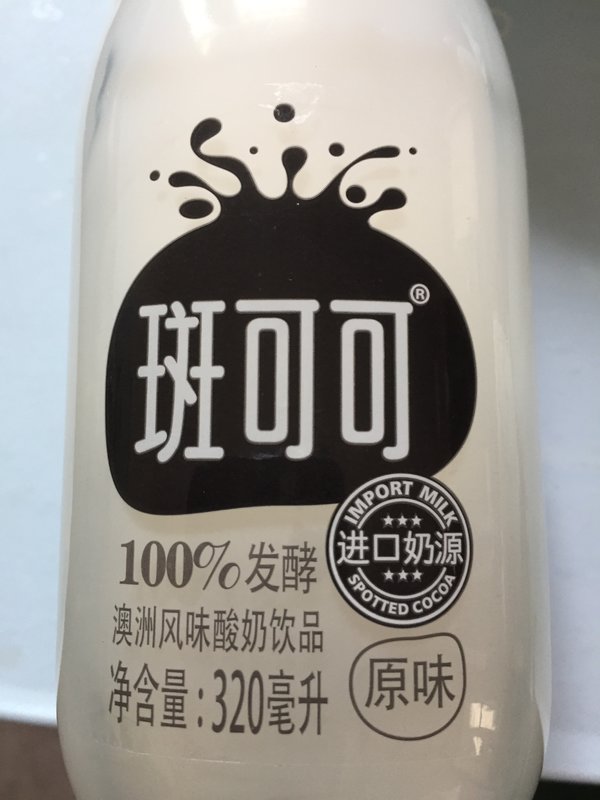 斑可可®
IMPORT MILK
进口奶源
SPOTTED COCOA
100%发酵
澳洲风味酸奶饮品
净含量:320毫升
原味